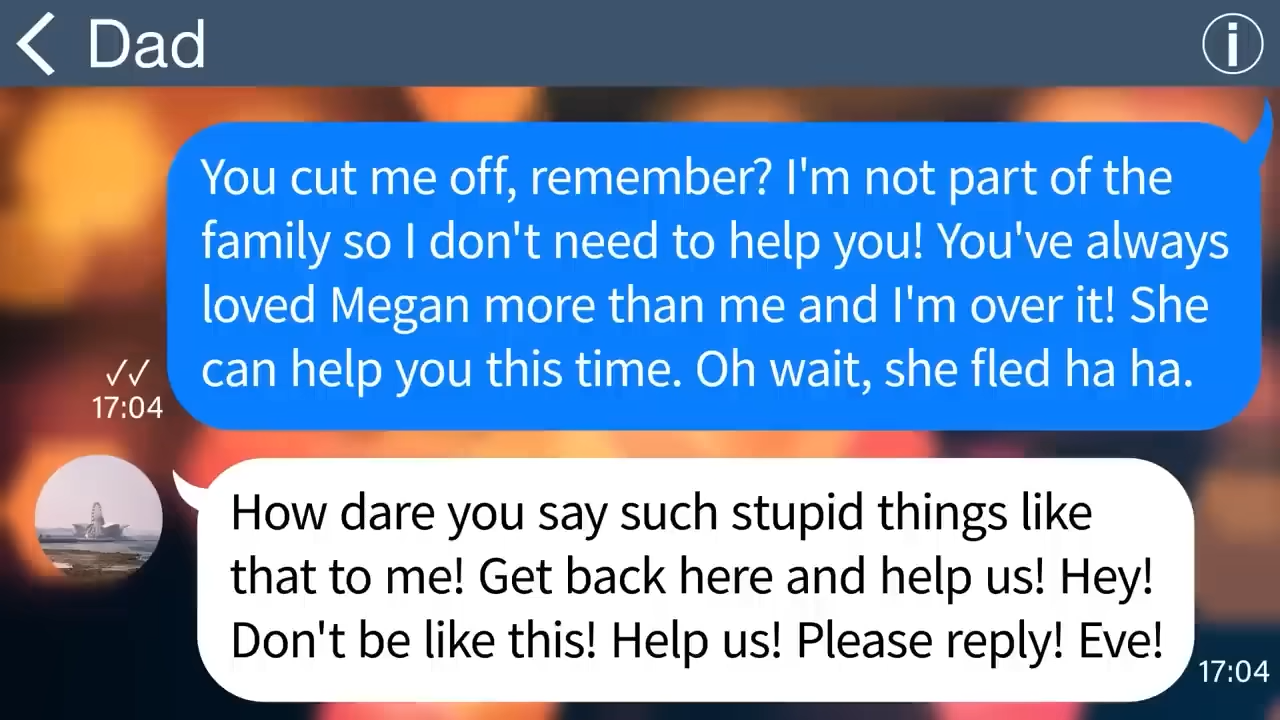 Dad
You cut me off, remember? I'm not part of the
family so I don't need to help you! You've always
loved Megan more than me and I'm over it! She
can help you this time. Oh wait, she fled ha ha.
17:04
How dare you say such stupid things like
that to me! Get back here and help us! Hey!
Don't be like this! Help us! Please reply! Eve!
17:04